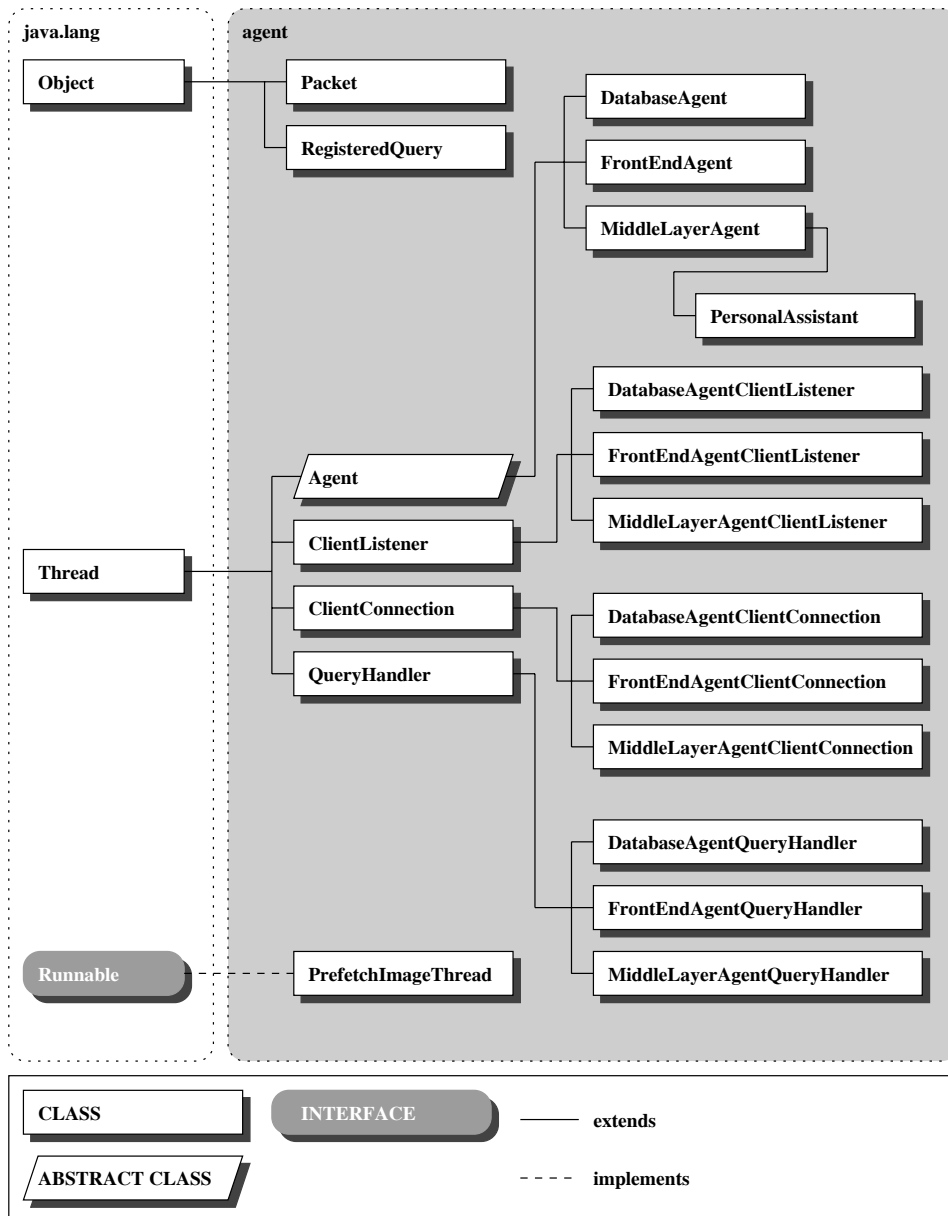 java.lang
agent
Object
Packet
RegisteredQuery
DatabaseAgent
FrontEndAgent
MiddleLayerAgent
PersonalAssistant
DatabaseAgentClientListener
FrontEndAgentClientListener
MiddleLayerAgentClientListener
Thread
Agent
ClientListener
ClientConnection
QueryHandler
DatabaseAgentClientConnection
FrontEndAgentClientConnection
MiddleLayerAgentClientConnection
DatabaseAgentQueryHandler
FrontEndAgentQueryHandler
MiddleLayerAgentQueryHandler
Runnable
PrefetchImageThread
CLASS
INTERFACE
extends
ABSTRACT CLASS
implements